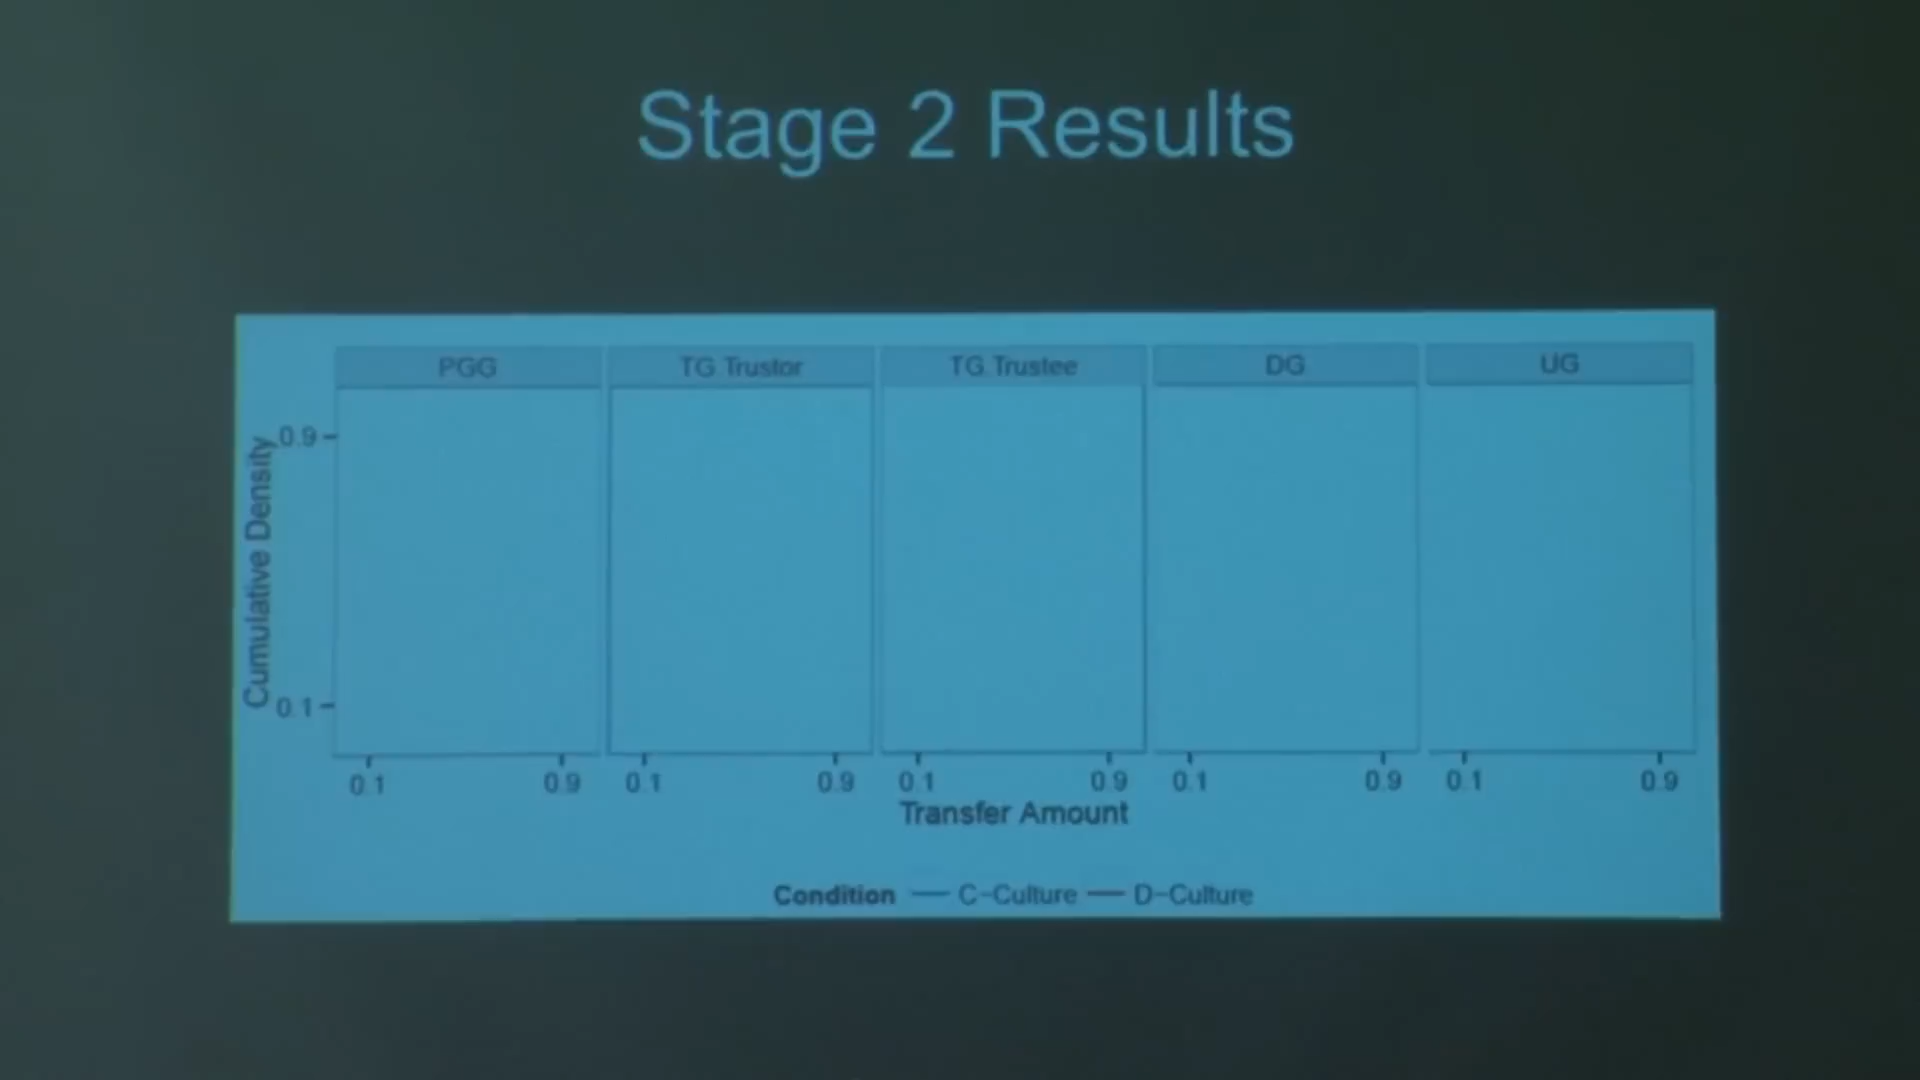 Stage 2 Results
PGG TG Trustor TG Trustee DG UG
Cumulative Density
0.9
0.1
0.1 0.9 0.1 0.9 0.1 0.9 0.1 0.9 0.1 0.9
Transfer Amount
Condition C-Culture D-Culture